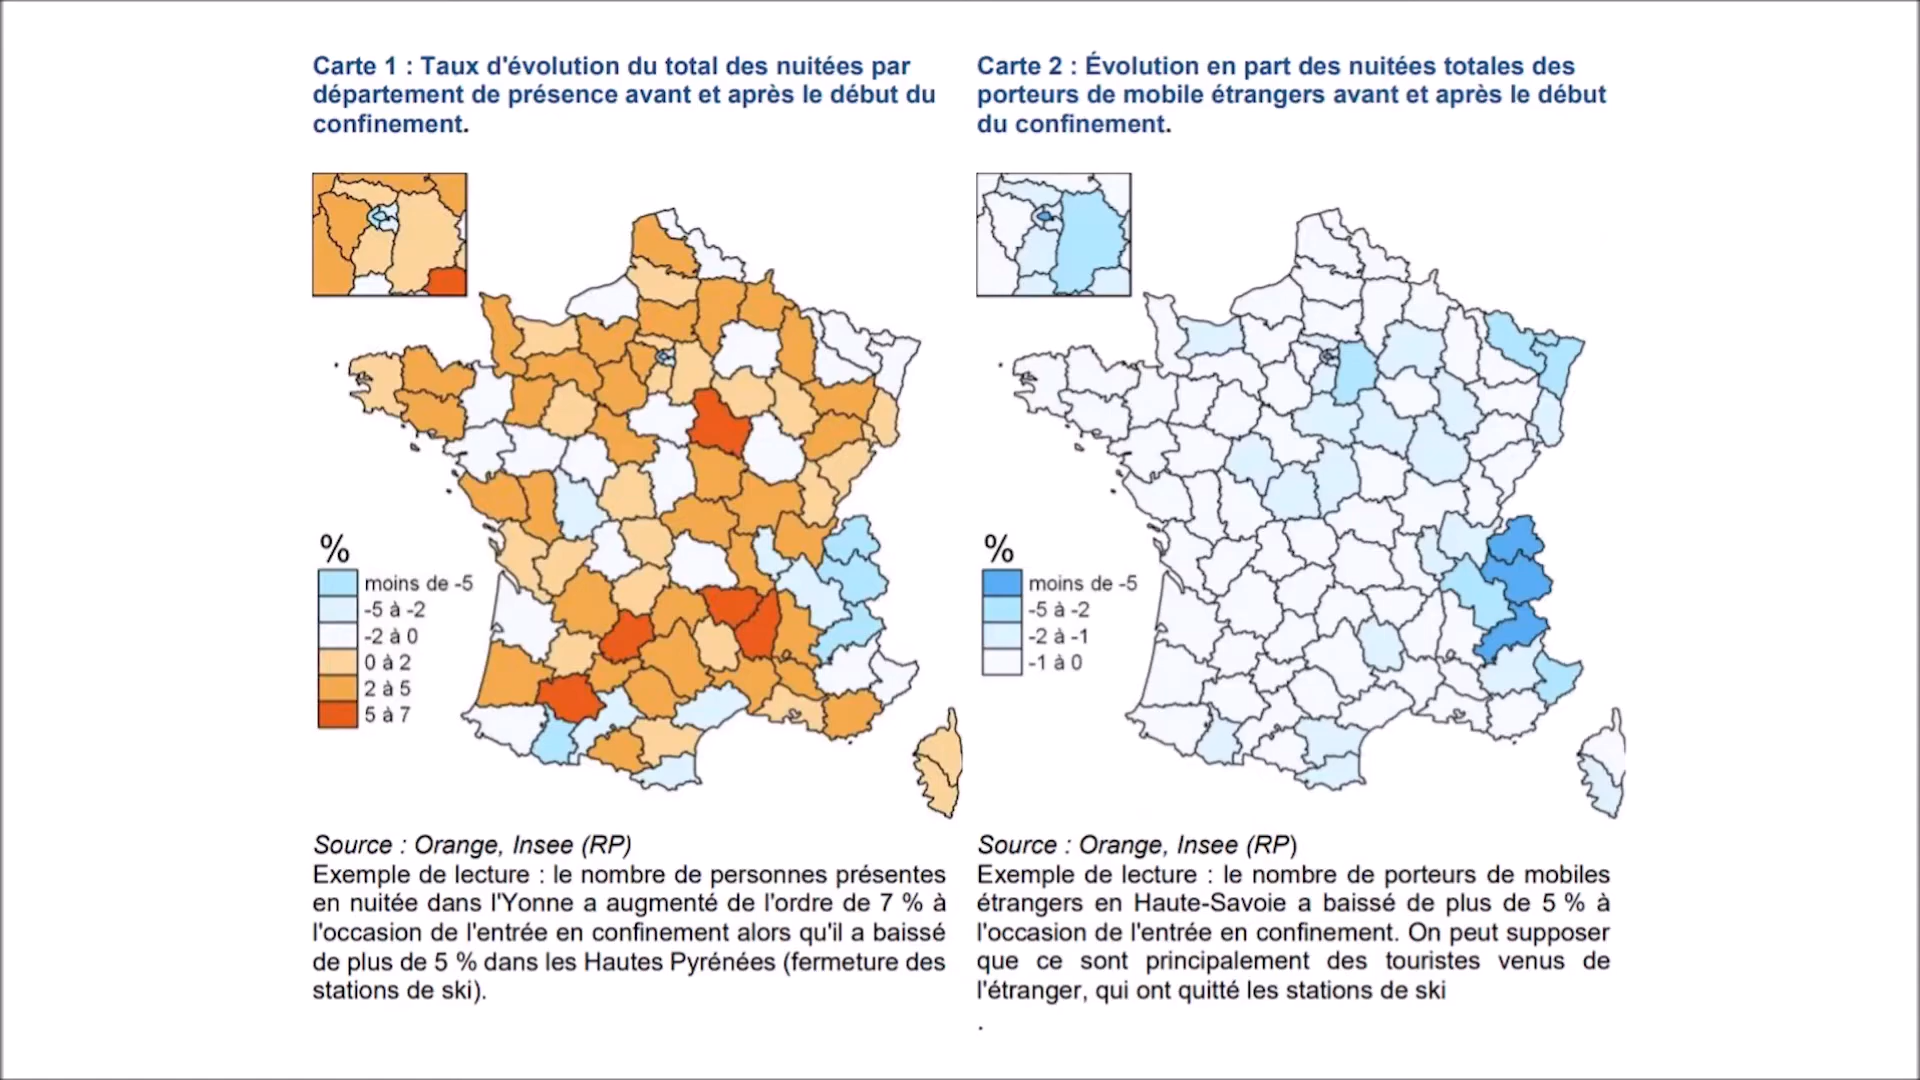 Carte 1 : Taux d'évolution du total des nuitées par
département de présence avant et après le début du
confinement.
%
moins de -5
-5 à -2
-2 à 0
0 à 2
2 à 5
5 à 7
Source : Orange, Insee (RP)
Exemple de lecture : le nombre de personnes présentes
en nuitée dans l'Yonne a augmenté de l'ordre de 7 % à
l'occasion de l'entrée en confinement alors qu'il a baissé
de plus de 5 % dans les Hautes Pyrénées (fermeture des
stations de ski).
Carte 2 : Évolution en part des nuitées totales des
porteurs de mobile étrangers avant et après le début
du confinement.
%
moins de -5
-5 à -2
-2 à -1
-1 à 0
Source : Orange, Insee (RP)
Exemple de lecture : le nombre de porteurs de mobiles
étrangers en Haute-Savoie a baissé de plus de 5 % à
l'occasion de l'entrée en confinement. On peut supposer
que ce sont principalement des touristes venus de
l'étranger, qui ont quitté les stations de ski
.